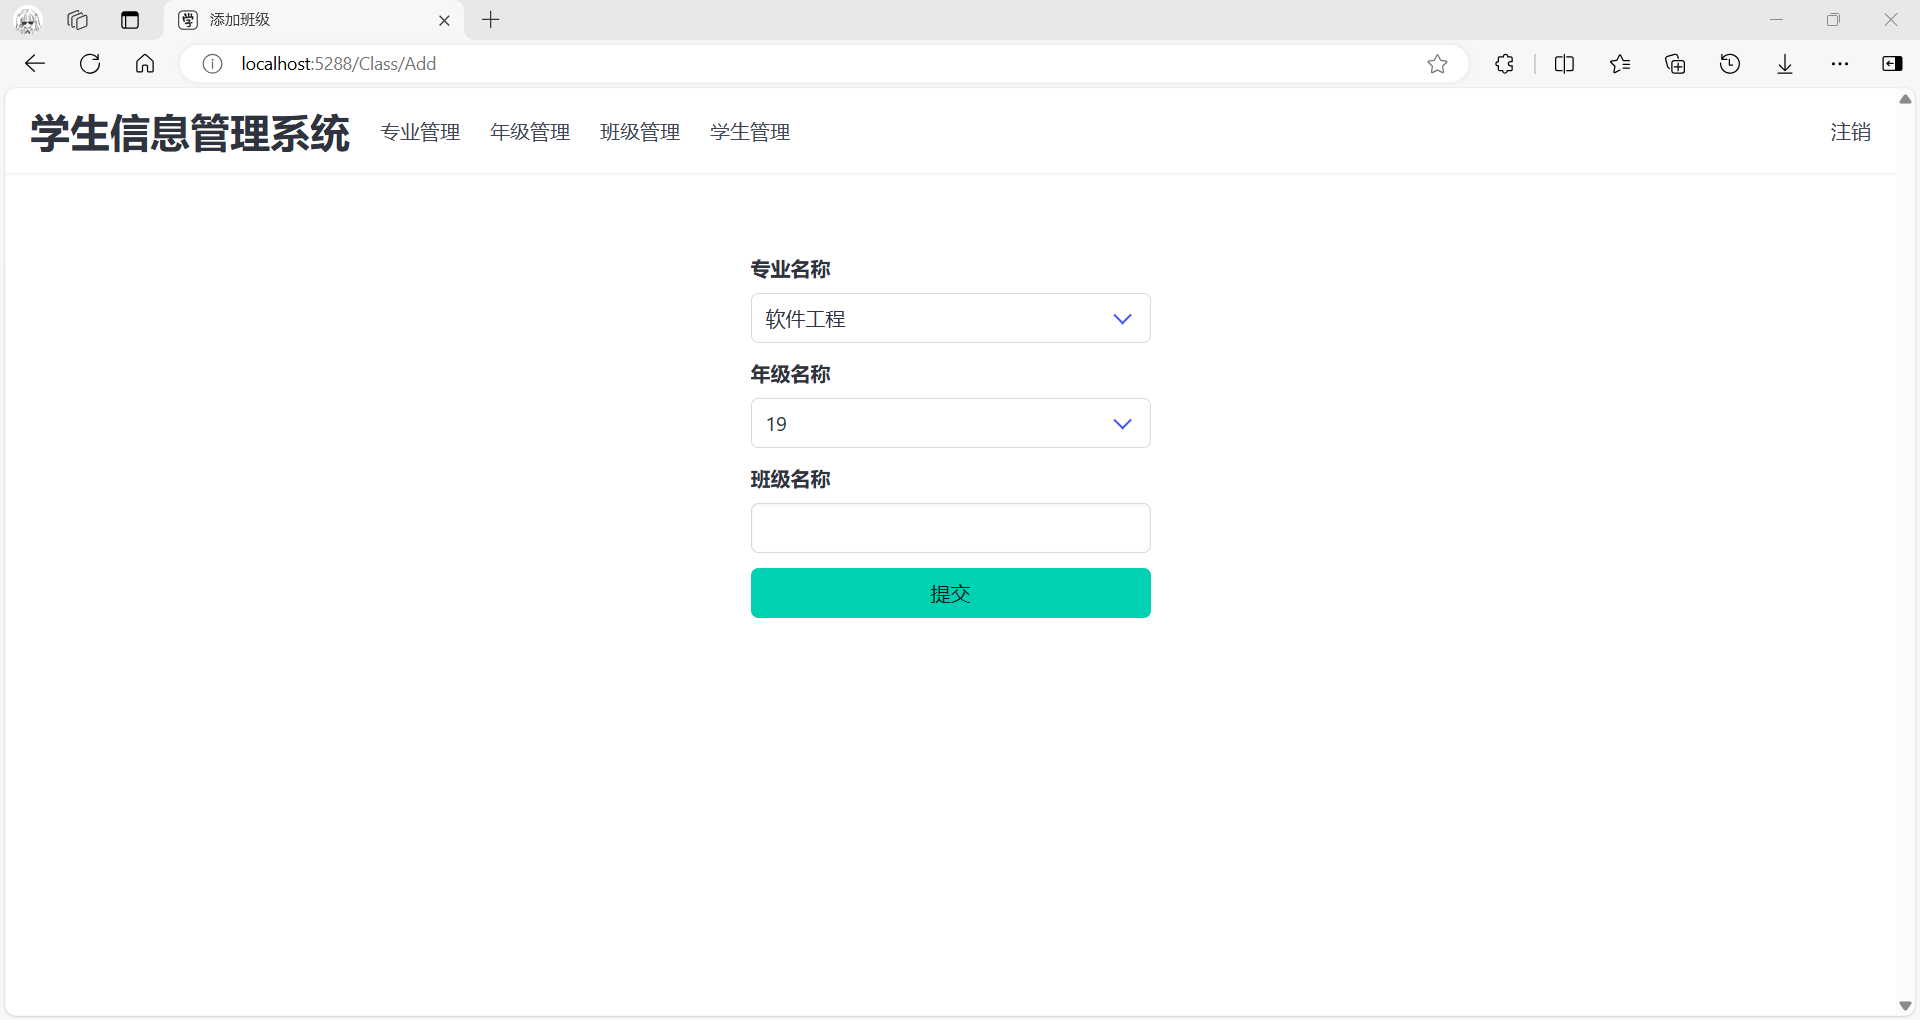 学 添加班级
localhost:5288/Class/Add
学生信息管理系统 专业管理 年级管理 班级管理 学生管理 注销
专业名称
软件工程
年级名称
19
班级名称
提交